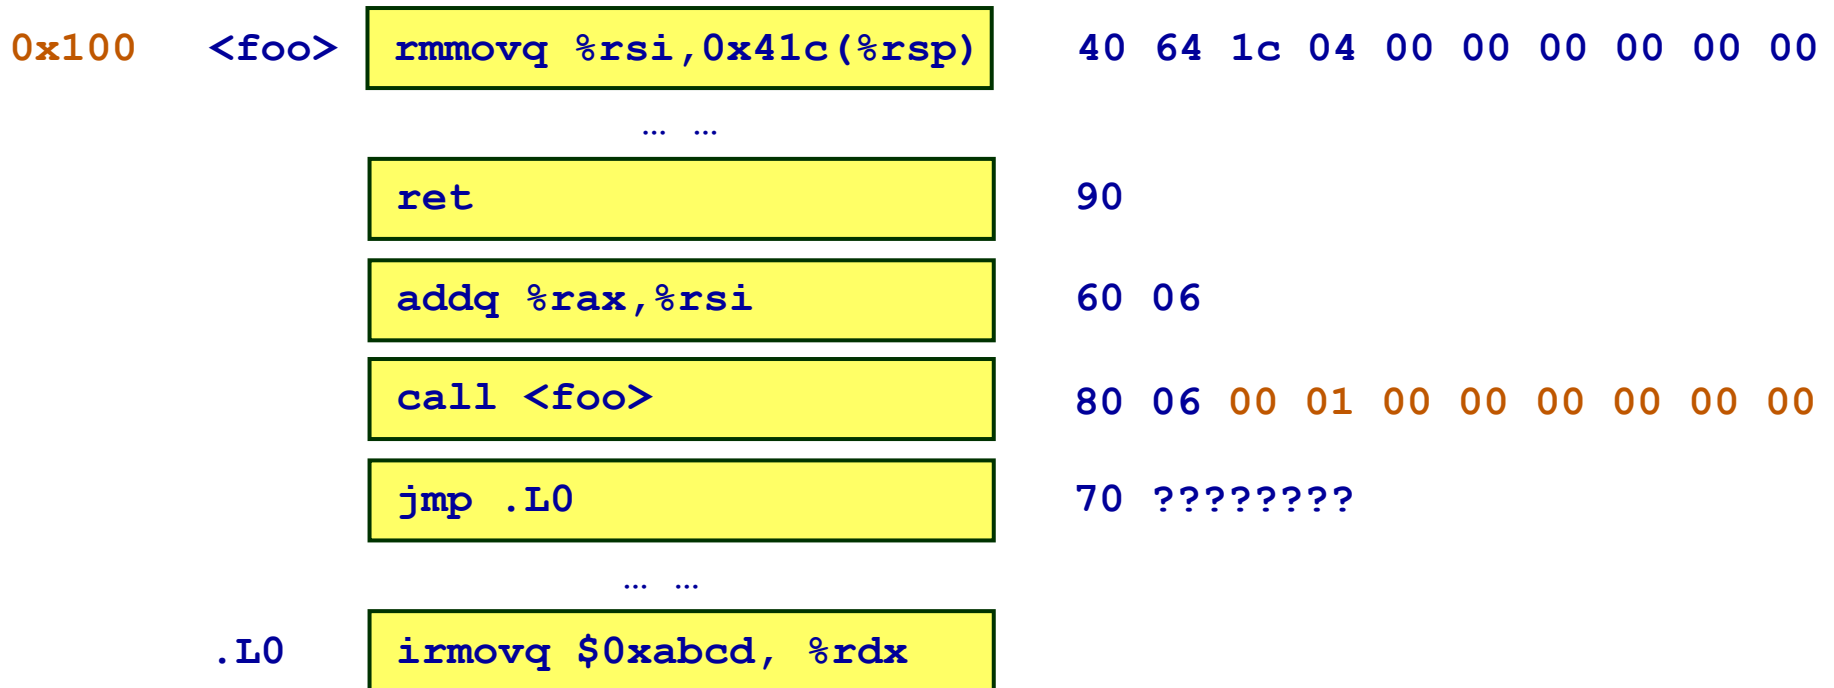 0x100 <foo> rmmovq %rsi,0x41c(%rsp) 40 64 1c 04 00 00 00 00 00 00
… …
ret 90
addq %rax,%rsi 60 06
call <foo> 80 06 00 01 00 00 00 00 00 00
jmp .L0 70 ????????
… …
.L0 irmovq $0xabcd, %rdx